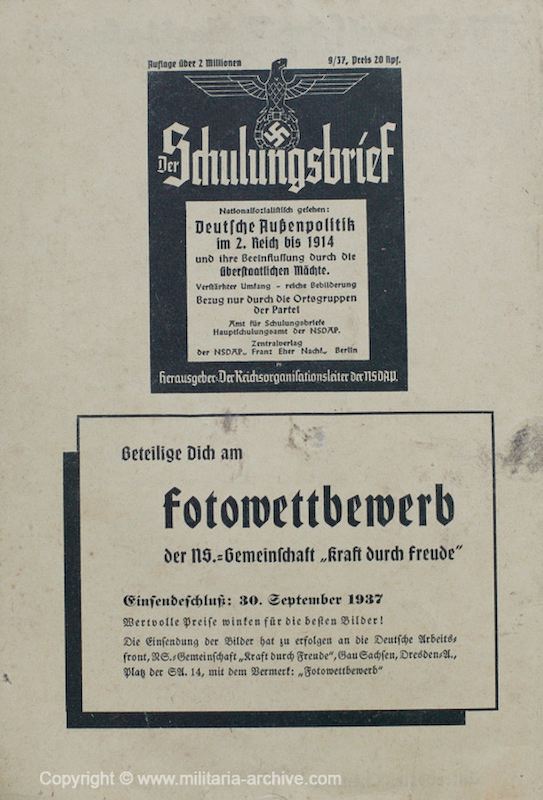 Auflage über 2 Millionen 9/37, Preis 20 Rpf.
Der Schulungsbrief
Nationalsozialistisch gesehen:
Deutsche Außenpolitik
im 2. Reich bis 1914
und ihre Beeinflussung durch die
überstaatlichen Mächte.
Verstärkter Umfang - reiche Bebilderung
Bezug nur durch die Ortsgruppen
der Partei
Amt für Schulungsbriefe
Hauptschulungsamt der NSDAP.
Zentralverlag
der NSDAP., Franz Eher Nachf., Berlin
Herausgeber: Der Reichsorganisationsleiter der NSDAP.
Beteilige Dich am
Fotowettbewerb
der NS.=Gemeinschaft „Kraft durch Freude“
Einsendeschluß: 30. September 1937
Wertvolle Preise winken für die besten Bilder!
Die Einsendung der Bilder hat zu erfolgen an die Deutsche Arbeits=
front, NS.=Gemeinschaft „Kraft durch Freude“, Gau Sachsen, Dresden=A.,
Platz der SA. 14, mit dem Vermerk: „Fotowettbewerb“
Copyright © www.militaria-archive.com